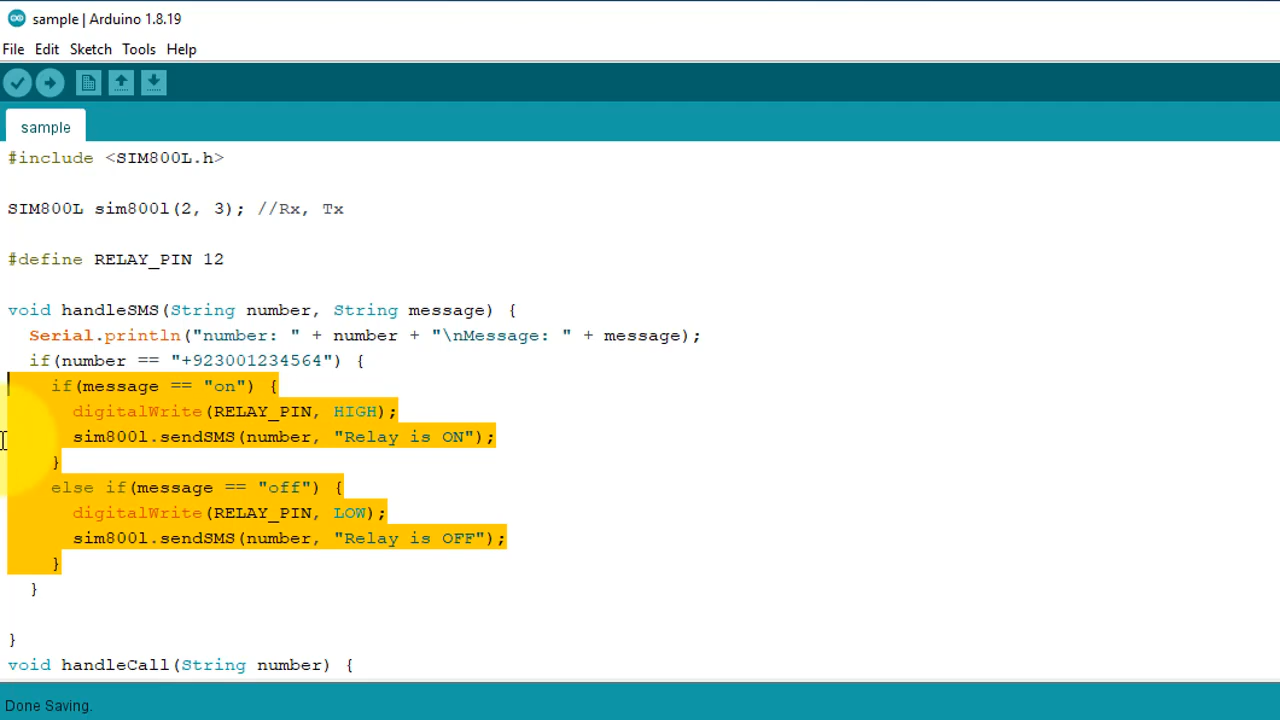 sample | Arduino 1.8.19
File Edit Sketch Tools Help
sample
#include <SIM800L.h>
SIM800L sim800l(2, 3); //Rx, Tx
#define RELAY_PIN 12
void handleSMS(String number, String message) {
Serial.println("number: " + number + "\nMessage: " + message);
if(number == "+923001234564") {
if(message == "on") {
digitalWrite(RELAY_PIN, HIGH);
sim800l.sendSMS(number, "Relay is ON");
}
else if(message == "off") {
digitalWrite(RELAY_PIN, LOW);
sim800l.sendSMS(number, "Relay is OFF");
}
}
}
void handleCall(String number) {
Done Saving.